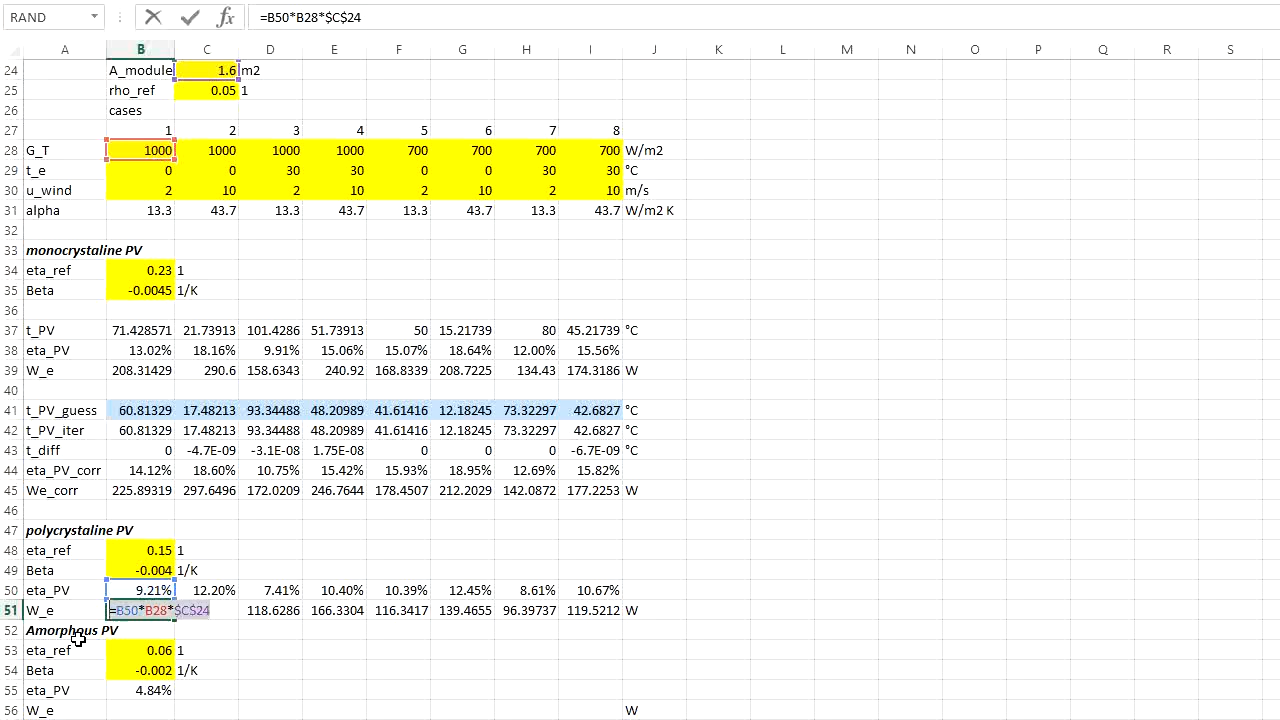 RAND =B50*B28*$C$24
A B C D E F G H I J K L M N O P Q R S
24 A_module 1.6 m2
25 rho_ref 0.05 1
26 cases
27 1 2 3 4 5 6 7 8
28 G_T 1000 1000 1000 1000 700 700 700 700 W/m2
29 t_e 0 0 30 30 0 0 30 30 °C
30 u_wind 2 10 2 10 2 10 2 10 m/s
31 alpha 13.3 43.7 13.3 43.7 13.3 43.7 13.3 43.7 W/m2 K
32
33 monocrystaline PV
34 eta_ref 0.23 1
35 Beta -0.0045 1/K
36
37 t_PV 71.428571 21.73913 101.4286 51.73913 50 15.21739 80 45.21739 °C
38 eta_PV 13.02% 18.16% 9.91% 15.06% 15.07% 18.64% 12.00% 15.56%
39 W_e 208.31429 290.6 158.6343 240.92 168.8339 208.7225 134.43 174.3186 W
40
41 t_PV_guess 60.81329 17.48213 93.34488 48.20989 41.61416 12.18245 73.32297 42.6827 °C
42 t_PV_iter 60.81329 17.48213 93.34488 48.20989 41.61416 12.18245 73.32297 42.6827 °C
43 t_diff 0 -4.7E-09 -3.1E-08 1.75E-08 0 0 0 -6.7E-09 °C
44 eta_PV_corr 14.12% 18.60% 10.75% 15.42% 15.93% 18.95% 12.69% 15.82%
45 We_corr 225.89319 297.6496 172.0209 246.7644 178.4507 212.2029 142.0872 177.2253 W
46
47 polycrystaline PV
48 eta_ref 0.15 1
49 Beta -0.004 1/K
50 eta_PV 9.21% 12.20% 7.41% 10.40% 10.39% 12.45% 8.61% 10.67%
51 W_e =B50*B28*$C$24 118.6286 166.3304 116.3417 139.4655 96.39737 119.5212 W
52 Amorphous PV
53 eta_ref 0.06 1
54 Beta -0.002 1/K
55 eta_PV 4.84%
56 W_e W